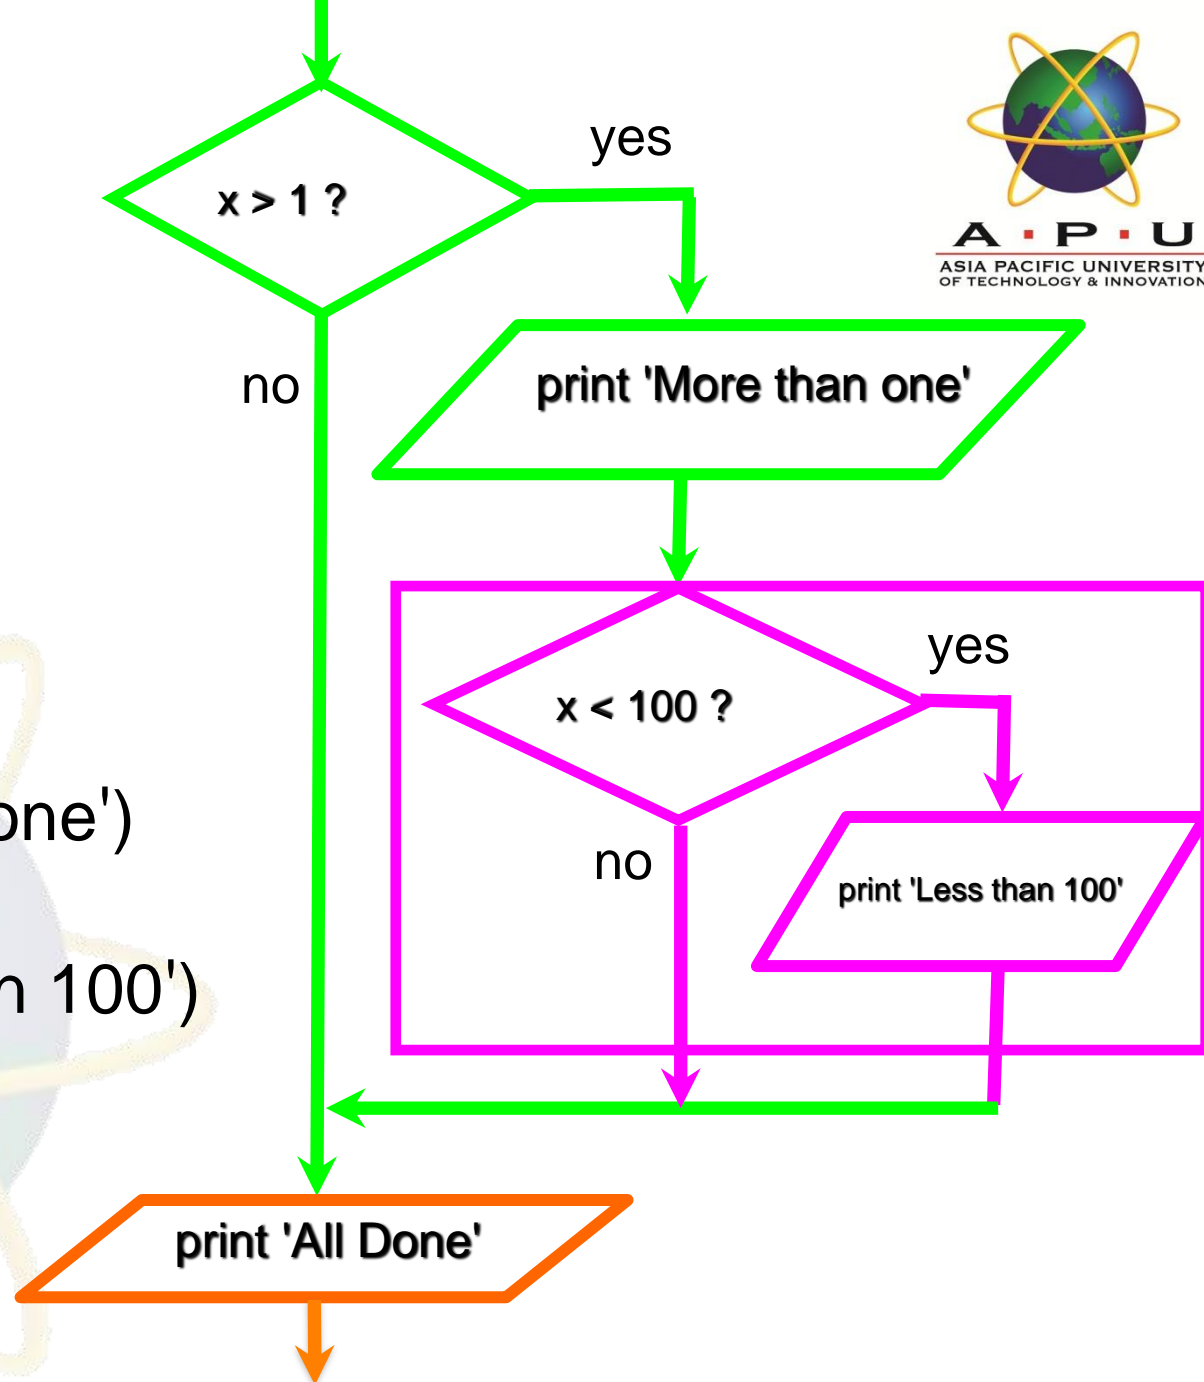 yes
x > 1 ?
A · P · U
ASIA PACIFIC UNIVERSITY
OF TECHNOLOGY & INNOVATION
no
print 'More than one'
yes
x < 100 ?
one')
no
print 'Less than 100'
n 100')
print 'All Done'